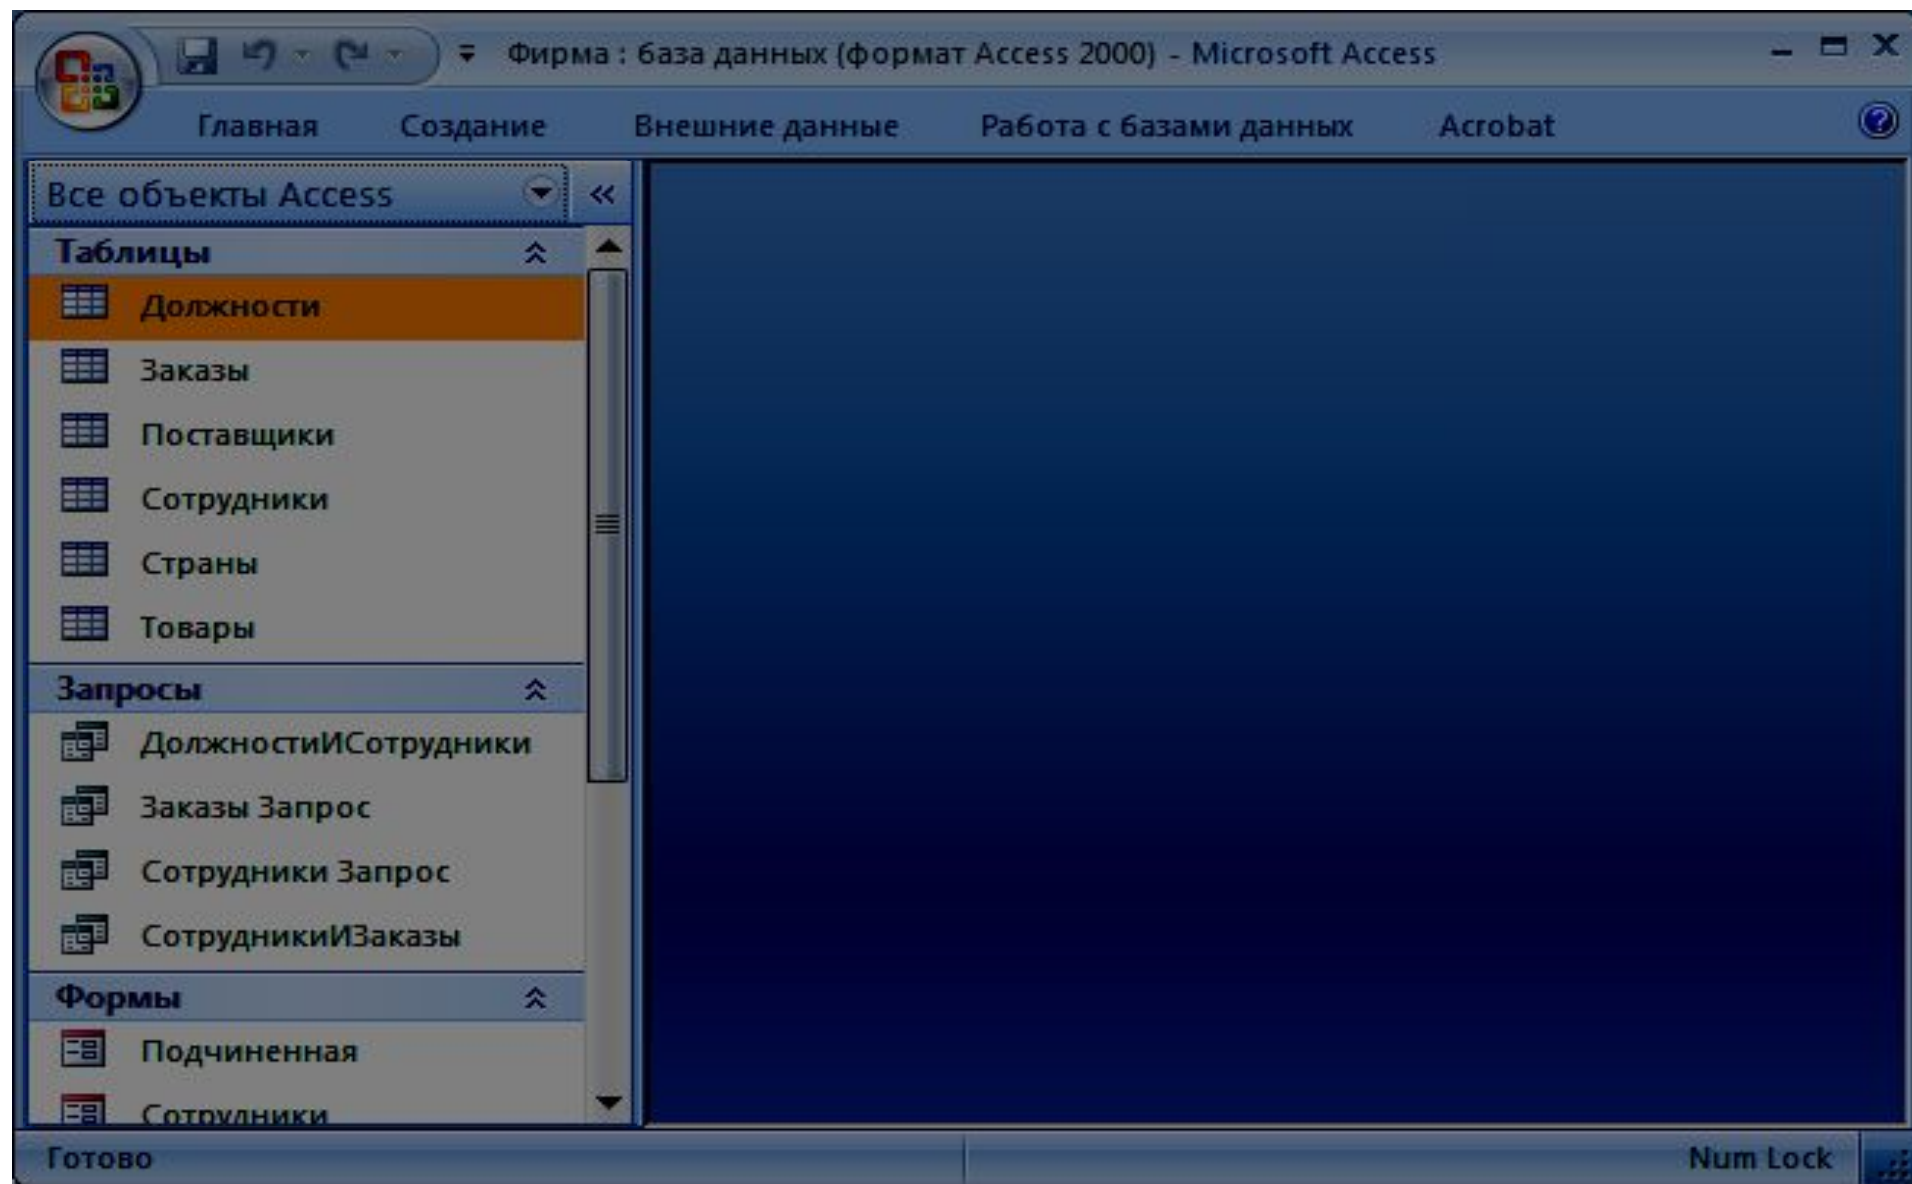 Фирма : база данных (формат Access 2000) - Microsoft Access
Главная Создание Внешние данные Работа с базами данных Acrobat
Все объекты Access
Таблицы
Должности
Заказы
Поставщики
Сотрудники
Страны
Товары
Запросы
ДолжностиИСотрудники
Заказы Запрос
Сотрудники Запрос
СотрудникиИЗаказы
Формы
Подчиненная
Сотрудники
Готово Num Lock